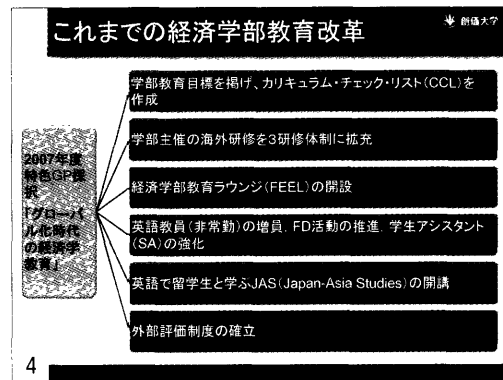 これまでの経済学部教育改革
創価大学
2007年度
特色GP採
択
「グローバ
ル化時代
の経済学
教育」
学部教育目標を掲げ、カリキュラム・チェック・リスト(CCL)を
作成
学部主催の海外研修を3研修体制に拡充
経済学部教育ラウンジ(FEEL)の開設
英語教員(非常勤)の増員、FD活動の推進、学生アシスタント
(SA)の強化
英語で留学生と学ぶJAS(Japan-Asia Studies)の開講
外部評価制度の確立
4